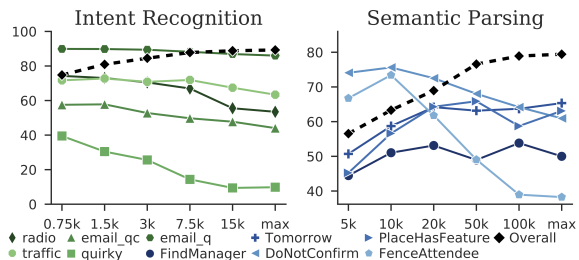 Intent Recognition Semantic Parsing
100
80
60
40
20
0
80
70
60
50
40
0.75k 1.5k 3k 7.5k 15k max 5k 10k 20k 50k 100k max
radio email_qc email_q Tomorrow PlaceHasFeature Overall
traffic quirky FindManager DoNotConfirm FenceAttendee